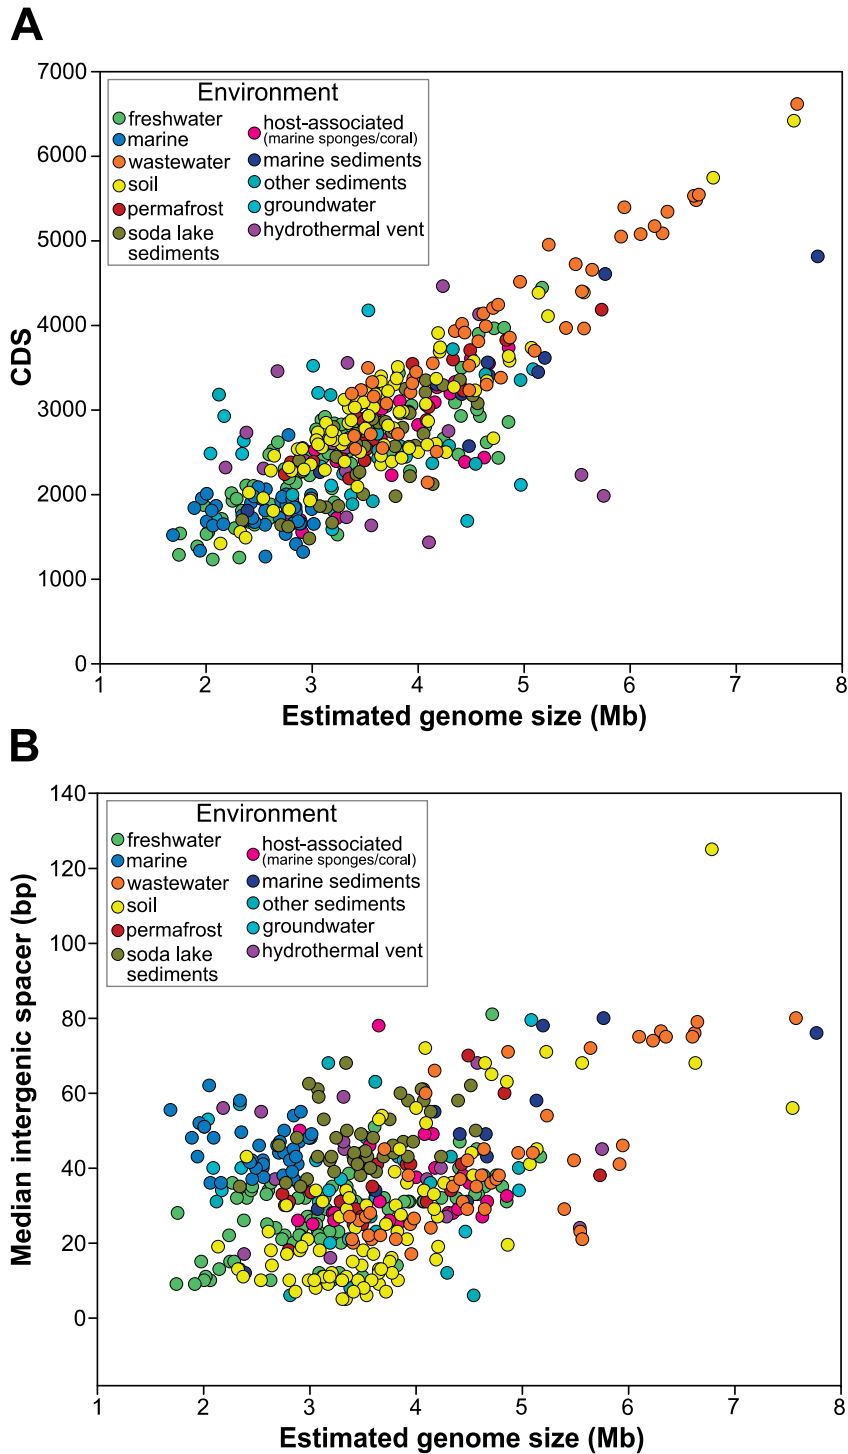 A
7000
6000
5000
4000
3000
2000
1000
0
CDS
Environment
freshwater
marine
wastewater
soil
permafrost
soda lake
sediments
host-associated
(marine sponges/coral)
marine sediments
other sediments
groundwater
hydrothermal vent
1 2 3 4 5 6 7 8
Estimated genome size (Mb)
B
140
120
100
80
60
40
20
0
Median intergenic spacer (bp)
Environment
freshwater
marine
wastewater
soil
permafrost
soda lake
sediments
host-associated
(marine sponges/coral)
marine sediments
other sediments
groundwater
hydrothermal vent
1 2 3 4 5 6 7 8
Estimated genome size (Mb)